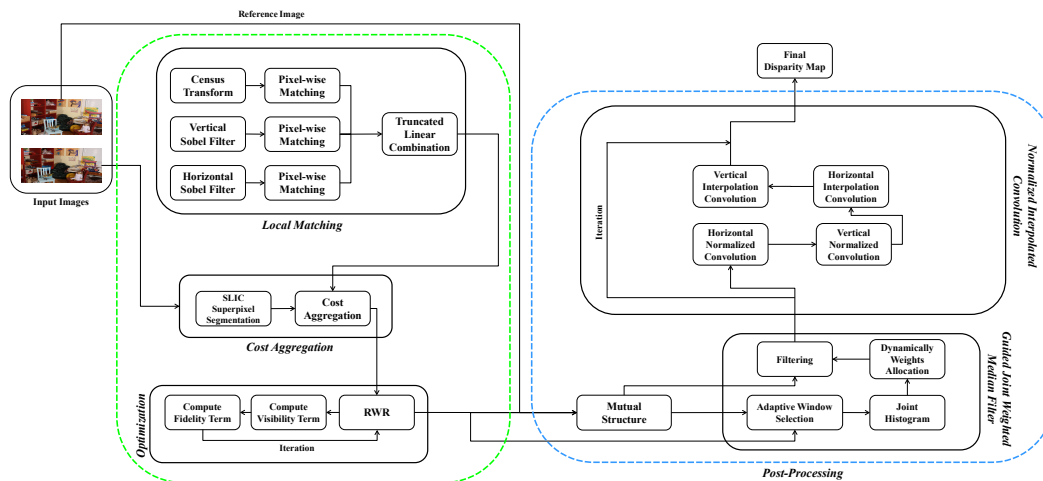 Reference Image
Input Images
Census
Transform
Pixel-wise
Matching
Vertical
Sobel Filter
Pixel-wise
Matching
Horizontal
Sobel Filter
Pixel-wise
Matching
Truncated
Linear
Combination
Local Matching
SLIC
Superpixel
Segmentation
Cost
Aggregation
Cost Aggregation
Optimization
Compute
Fidelity Term
Compute
Visibility Term
RWR
Iteration
Final
Disparity Map
Normalized Interpolated
Convolution
Iteration
Vertical
Interpolation
Convolution
Horizontal
Interpolation
Convolution
Horizontal
Normalized
Convolution
Vertical
Normalized
Convolution
Guided Joint Weighted
Median Filter
Filtering
Dynamically
Weights
Allocation
Mutual
Structure
Adaptive Window
Selection
Joint
Histogram
Post-Processing